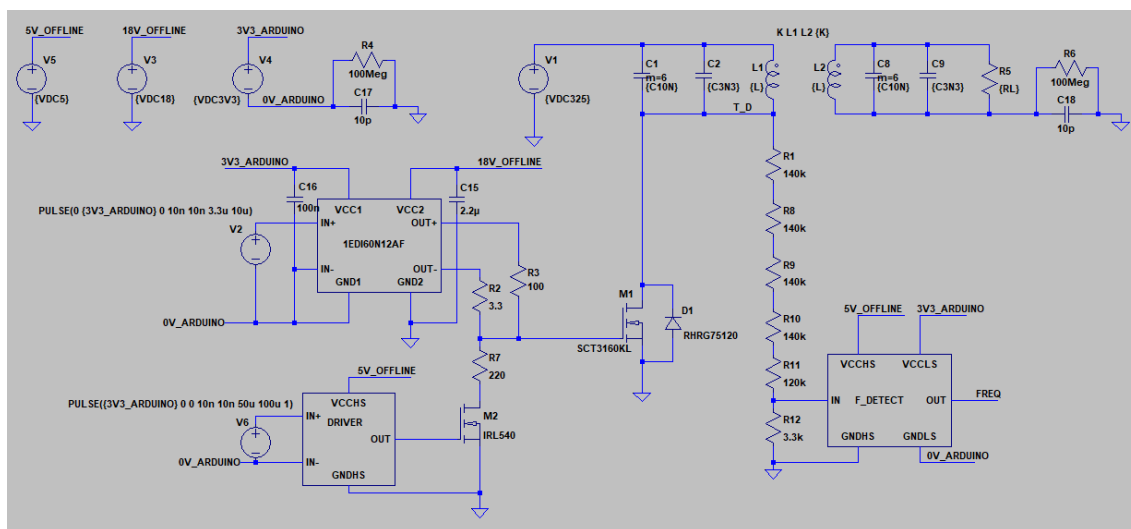 5V_OFFLINE
V5
{VDC5}
18V_OFFLINE
V3
{VDC18}
3V3_ARDUINO
V4
{VDC3V3}
0V_ARDUINO
R4
100Meg
C17
10p
V1
{VDC325}
C1
m=6
{C10N}
C2
{C3N3}
K L1 L2 {K}
L1
{L}
L2
{L}
C8
m=6
{C10N}
C9
{C3N3}
R5
{RL}
R6
100Meg
C18
10p
T_D
3V3_ARDUINO
18V_OFFLINE
C16
100n
C15
2.2µ
PULSE(0 {3V3_ARDUINO} 0 10n 10n 3.3u 10u)
V2
VCC1
VCC2
IN+
OUT+
1EDI60N12AF
IN-
OUT-
GND1
GND2
0V_ARDUINO
R2
3.3
R3
100
R7
220
M1
SCT3160KL
D1
RHRG75120
5V_OFFLINE
PULSE({3V3_ARDUINO} 0 0 10n 10n 50u 100u 1)
V6
VCCHS
IN+
DRIVER
OUT
IN-
GNDHS
0V_ARDUINO
M2
IRL540
R1
140k
R8
140k
R9
140k
R10
140k
R11
120k
R12
3.3k
5V_OFFLINE
3V3_ARDUINO
VCCHS
VCCLS
IN
F_DETECT
OUT
FREQ
GNDHS
GNDLS
0V_ARDUINO